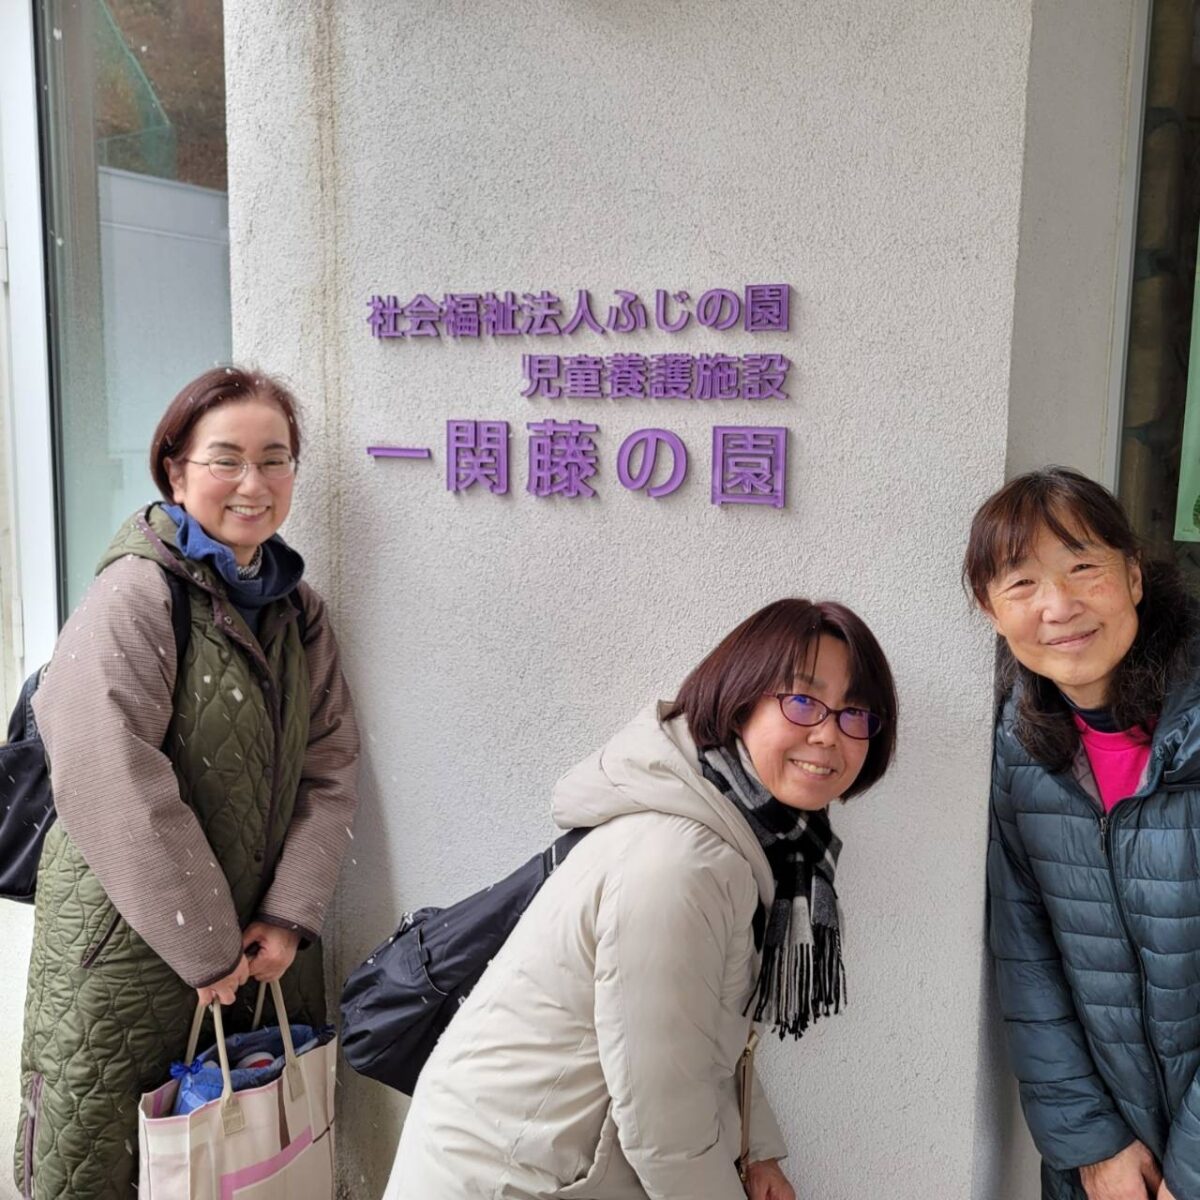 社会福祉法人ふじの園
児童養護施設
一関藤の園